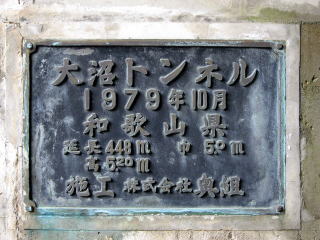 大沼トンネル
1979年10月
和歌山県
延長448m 巾5.0m
高5.20m
施工 株式会社奥組